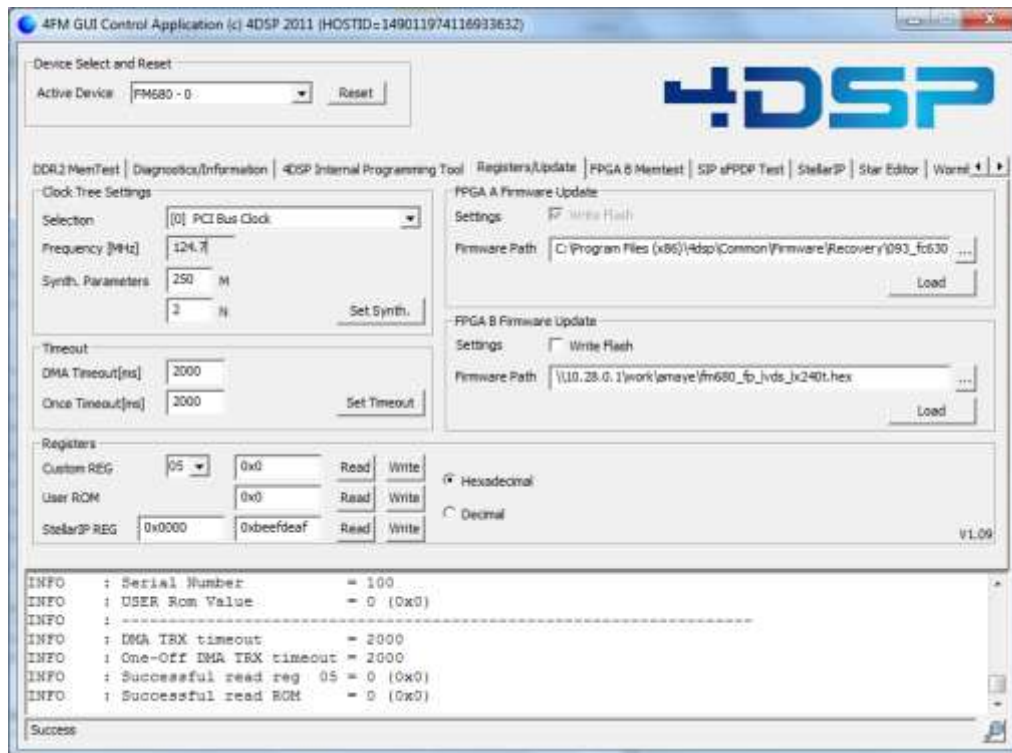 4FM GUI Control Application (c) 4DSP 2011 (HOSTID=149011974116933632)
Device Select and Reset
Active Device FM680 - 0 Reset
4DSP
DDR2 MemTest Diagnostics/Information 4DSP Internal Programming Tool Registers/Update FPGA B Memtest SIP sFPDP Test StellarIP Star Editor
Clock Tree Settings
Selection [0] PCI Bus Clock
Frequency [MHz] 124.7
Synth. Parameters 250 M
2 N Set Synth.
Timeout
DMA Timeout[ms] 2000
Once Timeout[ms] 2000 Set Timeout
FPGA A Firmware Update
Settings Write Flash
Firmware Path C:\Program Files (x86)\4dsp\Common\Firmware\Recovery\093_fc630 ...
Load
FPGA B Firmware Update
Settings Write Flash
Firmware Path \\10.28.0.1\work\amaye\fm680_fp_lvds_lx240t.hex ...
Load
Registers
Custom REG 05 0x0 Read Write
User ROM 0x0 Read Write
StellarIP REG 0x0000 0xbeefdeaf Read Write
Hexadecimal
Decimal
V1.09
INFO : Serial Number = 100
INFO : USER Rom Value = 0 (0x0)
INFO : ------------------------------------------------------------------
INFO : DMA TRX timeout = 2000
INFO : One-Off DMA TRX timeout = 2000
INFO : Successful read reg 05 = 0 (0x0)
INFO : Successful read ROM = 0 (0x0)
Success